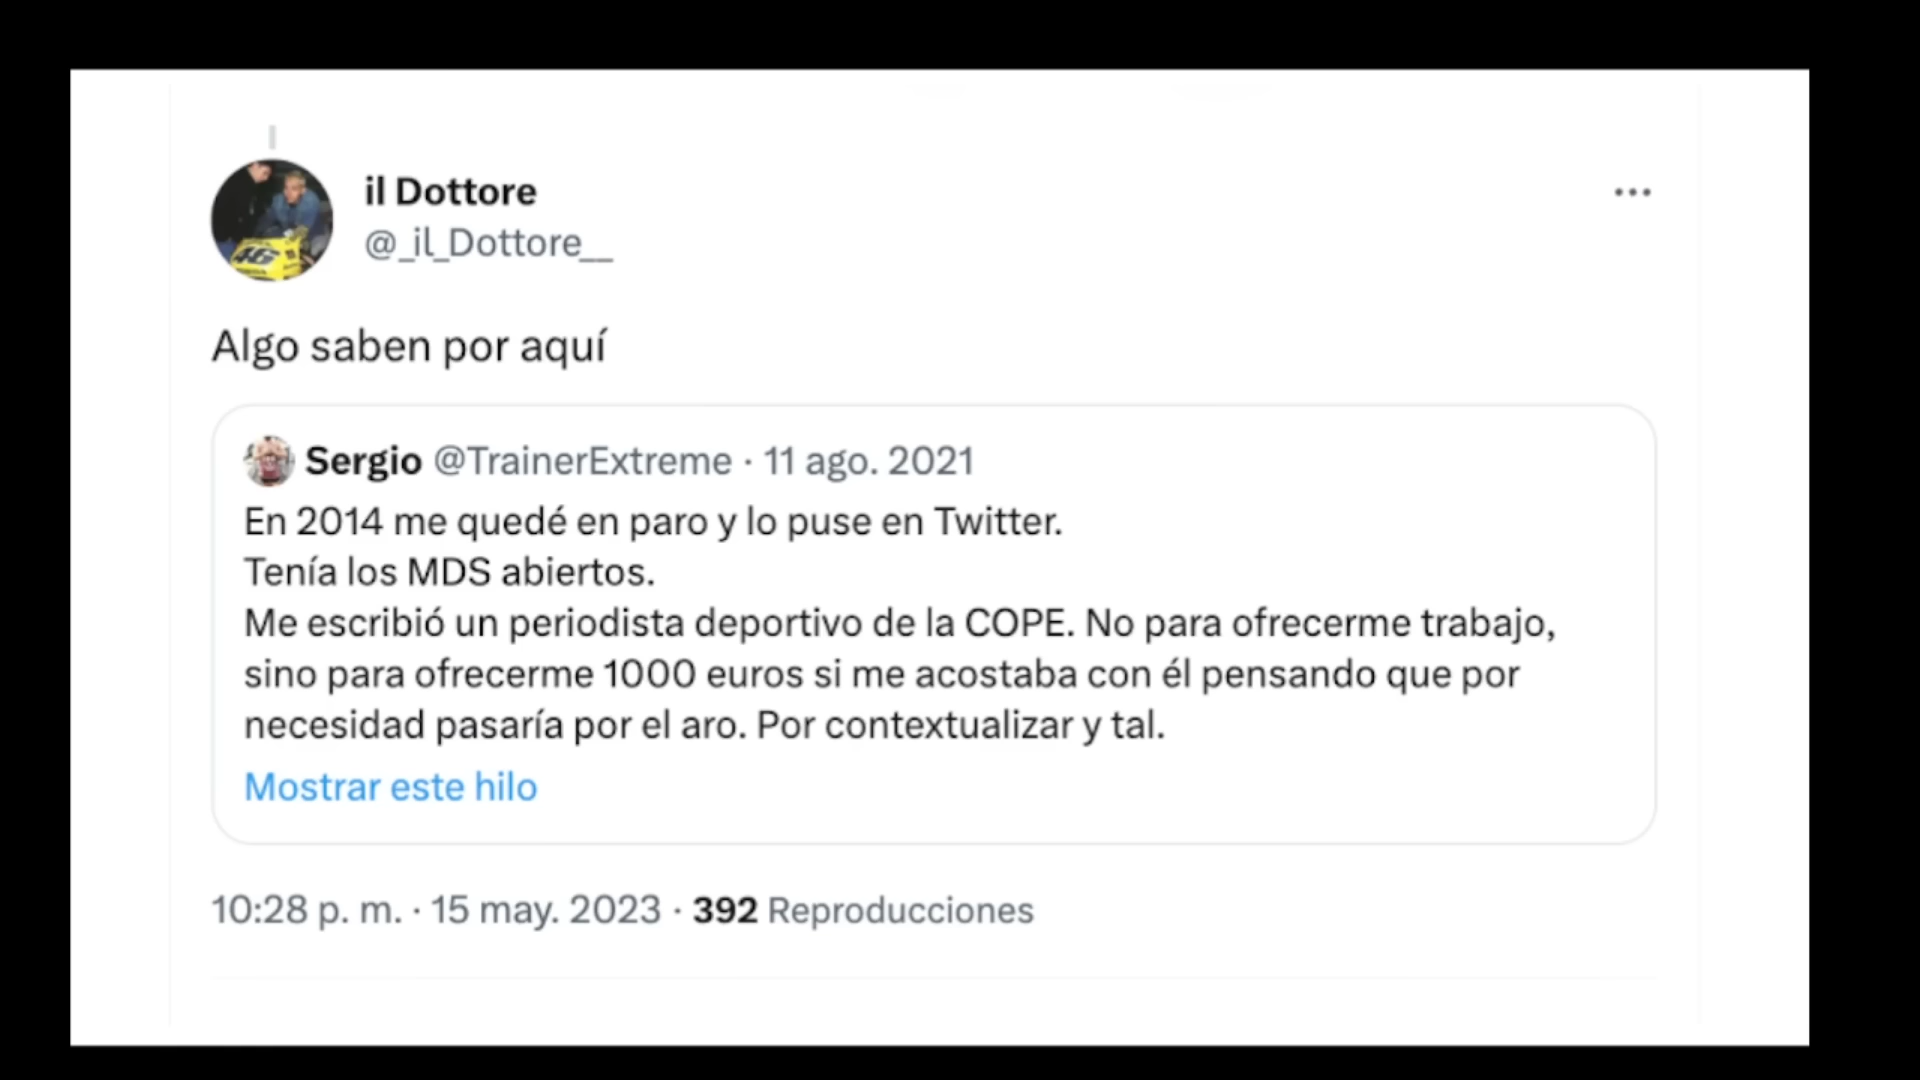 il Dottore
@_il_Dottore__
Algo saben por aquí
Sergio @TrainerExtreme · 11 ago. 2021
En 2014 me quedé en paro y lo puse en Twitter.
Tenía los MDS abiertos.
Me escribió un periodista deportivo de la COPE. No para ofrecerme trabajo,
sino para ofrecerme 1000 euros si me acostaba con él pensando que por
necesidad pasaría por el aro. Por contextualizar y tal.
Mostrar este hilo
10:28 p. m. · 15 may. 2023 · 392 Reproducciones